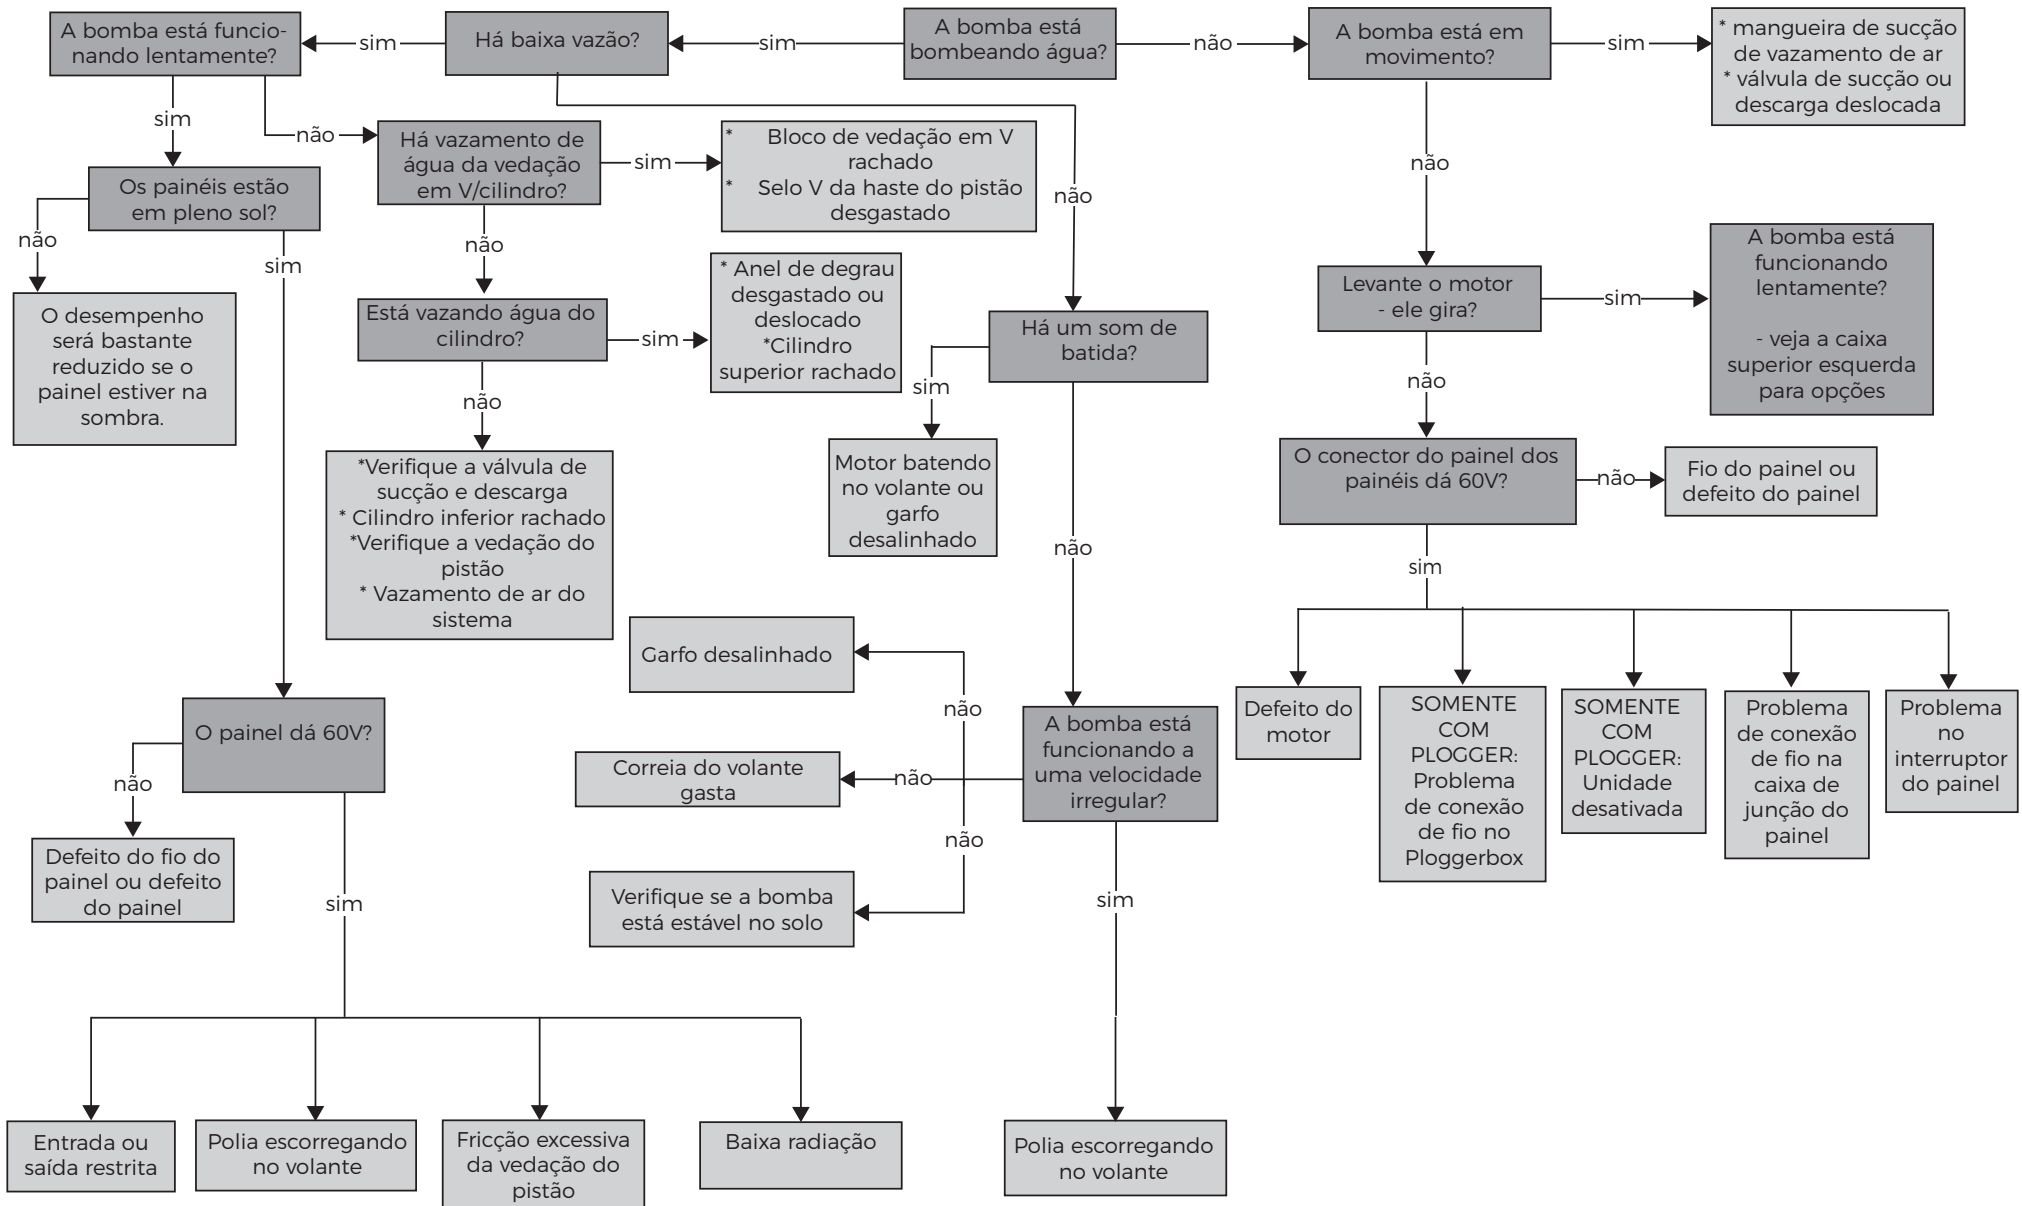 A bomba está funcio-
nando lentamente?
sim
Há baixa vazão?
sim
A bomba está
bombeando água?
não
A bomba está em
movimento?
sim
* mangueira de sucção
de vazamento de ar
* válvula de sucção ou
descarga deslocada
sim
não
Há vazamento de
água da vedação
em V/cilindro?
sim
* Bloco de vedação em V
rachado
* Selo V da haste do pistão
desgastado
não
não
Os painéis estão
em pleno sol?
não
sim
não
O desempenho
será bastante
reduzido se o
painel estiver na
sombra.
Está vazando água do
cilindro?
sim
* Anel de degrau
desgastado ou
deslocado
*Cilindro
superior rachado
Há um som de
batida?
sim
Levante o motor
- ele gira?
sim
A bomba está
funcionando
lentamente?
- veja a caixa
superior esquerda
para opções
não
não
*Verifique a válvula de
sucção e descarga
* Cilindro inferior rachado
*Verifique a vedação do
pistão
* Vazamento de ar do
sistema
Motor batendo
no volante ou
garfo
desalinhado
não
O conector do painel dos
painéis dá 60V?
não
Fio do painel ou
defeito do painel
sim
Garfo desalinhado
não
O painel dá 60V?
não
Correia do volante
gasta
não
A bomba está
funcionando a
uma velocidade
irregular?
não
Verifique se a bomba
está estável no solo
Defeito do
motor
SOMENTE
COM
PLOGGER:
Problema
de conexão
de fio no
Ploggerbox
SOMENTE
COM
PLOGGER:
Unidade
desativada
Problema
de conexão
de fio na
caixa de
junção do
painel
Problema
no
interruptor
do painel
Defeito do fio do
painel ou defeito
do painel
sim
sim
Entrada ou
saída restrita
Polia escorregando
no volante
Fricção excessiva
da vedação do
pistão
Baixa radiação
Polia escorregando
no volante